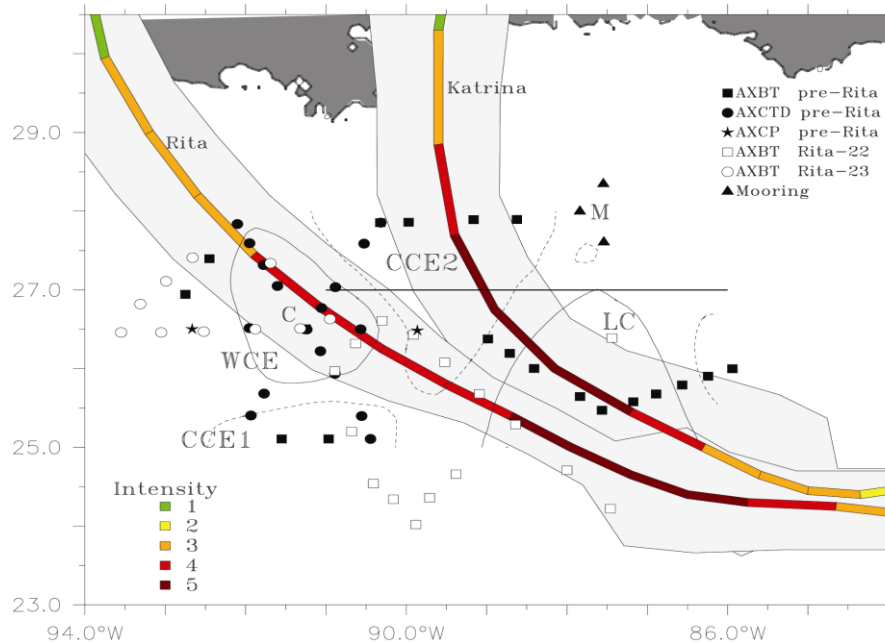 Katrina
Rita
AXBT pre-Rita
AXCTD pre-Rita
AXCP pre-Rita
AXBT Rita-22
AXBT Rita-23
Mooring
29.0
27.0
25.0
23.0
M
CCE2
C
LC
WCE
CCE1
Intensity
1
2
3
4
5
94.0°W
90.0°W
86.0°W